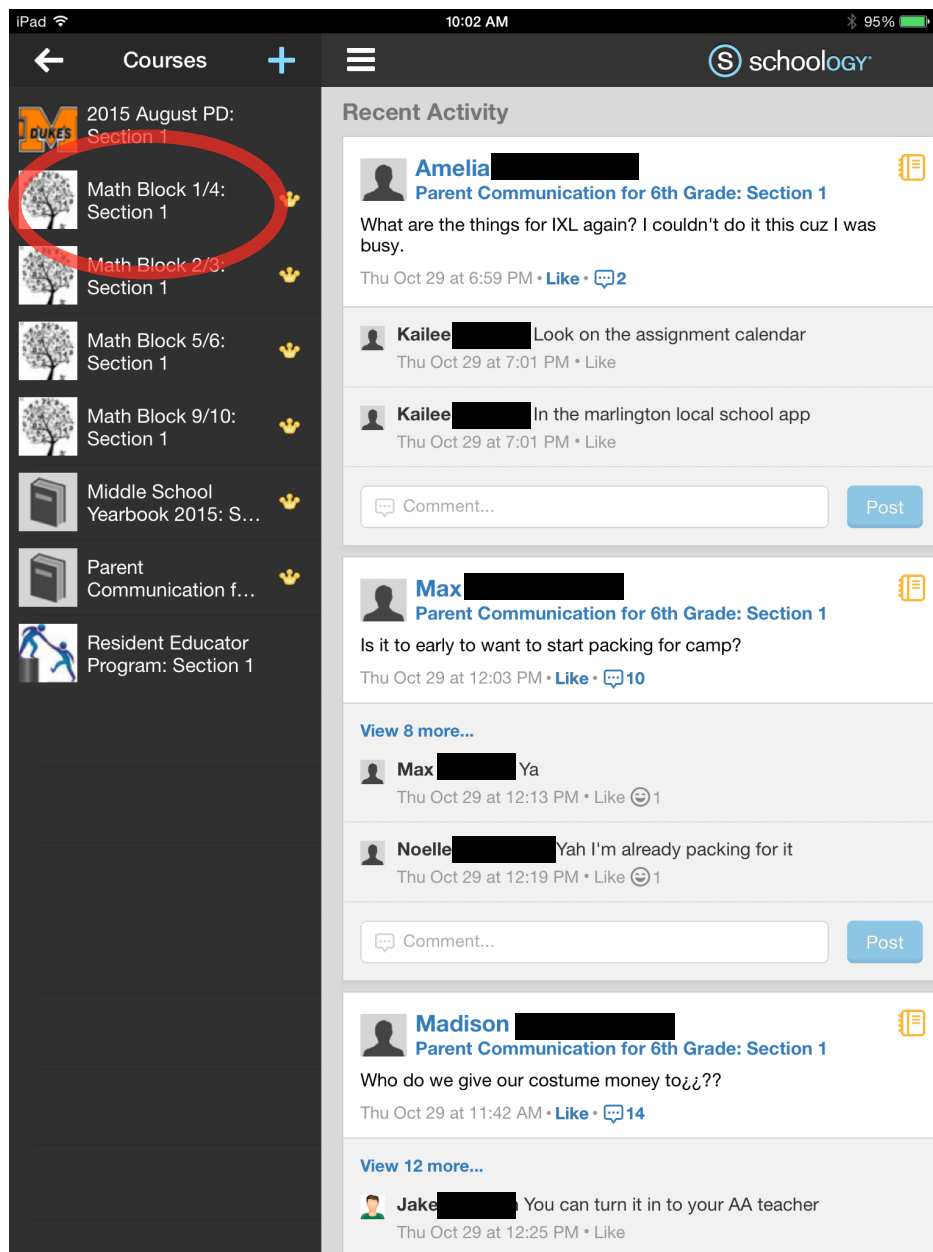 iPad 10:02 AM 95%
Courses
+
2015 August PD:
Section 1
Math Block 1/4:
Section 1
Math Block 2/3:
Section 1
Math Block 5/6:
Section 1
Math Block 9/10:
Section 1
Middle School
Yearbook 2015: S...
Parent
Communication f...
Resident Educator
Program: Section 1
M
DUKES
S schoology
Recent Activity
Amelia
Parent Communication for 6th Grade: Section 1
What are the things for IXL again? I couldn't do it this cuz I was
busy.
Thu Oct 29 at 6:59 PM • Like • 2
Kailee Look on the assignment calendar
Thu Oct 29 at 7:01 PM • Like
Kailee In the marlington local school app
Thu Oct 29 at 7:01 PM • Like
Comment... Post
Max
Parent Communication for 6th Grade: Section 1
Is it to early to want to start packing for camp?
Thu Oct 29 at 12:03 PM • Like • 10
View 8 more...
Max Ya
Thu Oct 29 at 12:13 PM • Like 1
Noelle Yah I'm already packing for it
Thu Oct 29 at 12:19 PM • Like 1
Comment... Post
Madison
Parent Communication for 6th Grade: Section 1
Who do we give our costume money to¿¿??
Thu Oct 29 at 11:42 AM • Like • 14
View 12 more...
Jake You can turn it in to your AA teacher
Thu Oct 29 at 12:25 PM • Like